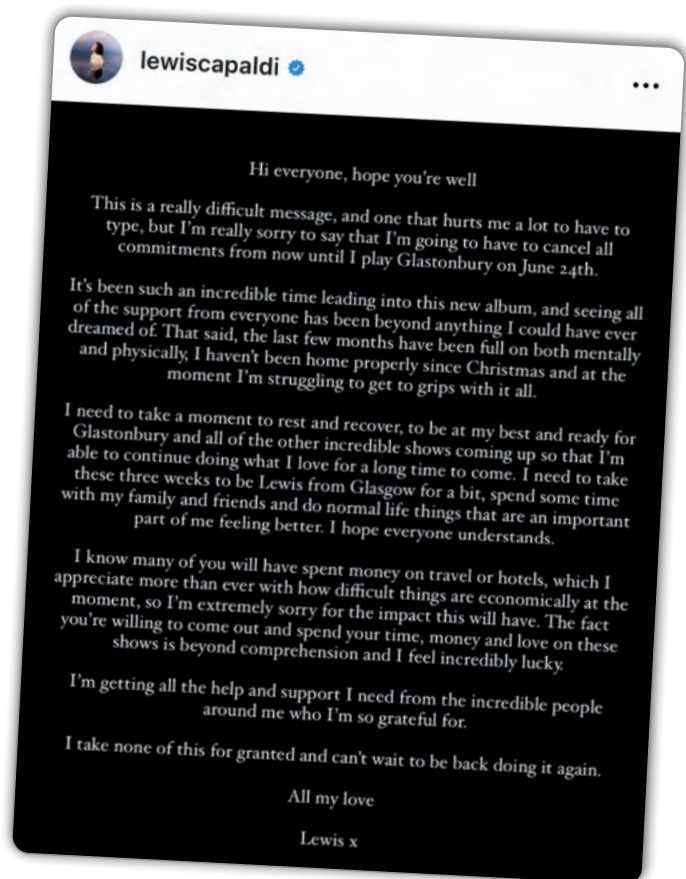 lewiscapaldi
Hi everyone, hope you're well
This is a really difficult message, and one that hurts me a lot to have to
type, but I'm really sorry to say that I'm going to have to cancel all
commitments from now until I play Glastonbury on June 24th.
It's been such an incredible time leading into this new album, and seeing all
of the support from everyone has been beyond anything I could have ever
dreamed of. That said, the last few months have been full on both mentally
and physically, I haven't been home properly since Christmas and at the
moment I'm struggling to get to grips with it all.
I need to take a moment to rest and recover, to be at my best and ready for
Glastonbury and all of the other incredible shows coming up so that I'm
able to continue doing what I love for a long time to come. I need to take
these three weeks to be Lewis from Glasgow for a bit, spend some time
with my family and friends and do normal life things that are an important
part of me feeling better. I hope everyone understands.
I know many of you will have spent money on travel or hotels, which I
appreciate more than ever with how difficult things are economically at the
moment, so I'm extremely sorry for the impact this will have. The fact
you're willing to come out and spend your time, money and love on these
shows is beyond comprehension and I feel incredibly lucky.
I'm getting all the help and support I need from the incredible people
around me who I'm so grateful for.
I take none of this for granted and can't wait to be back doing it again.
All my love
Lewis x